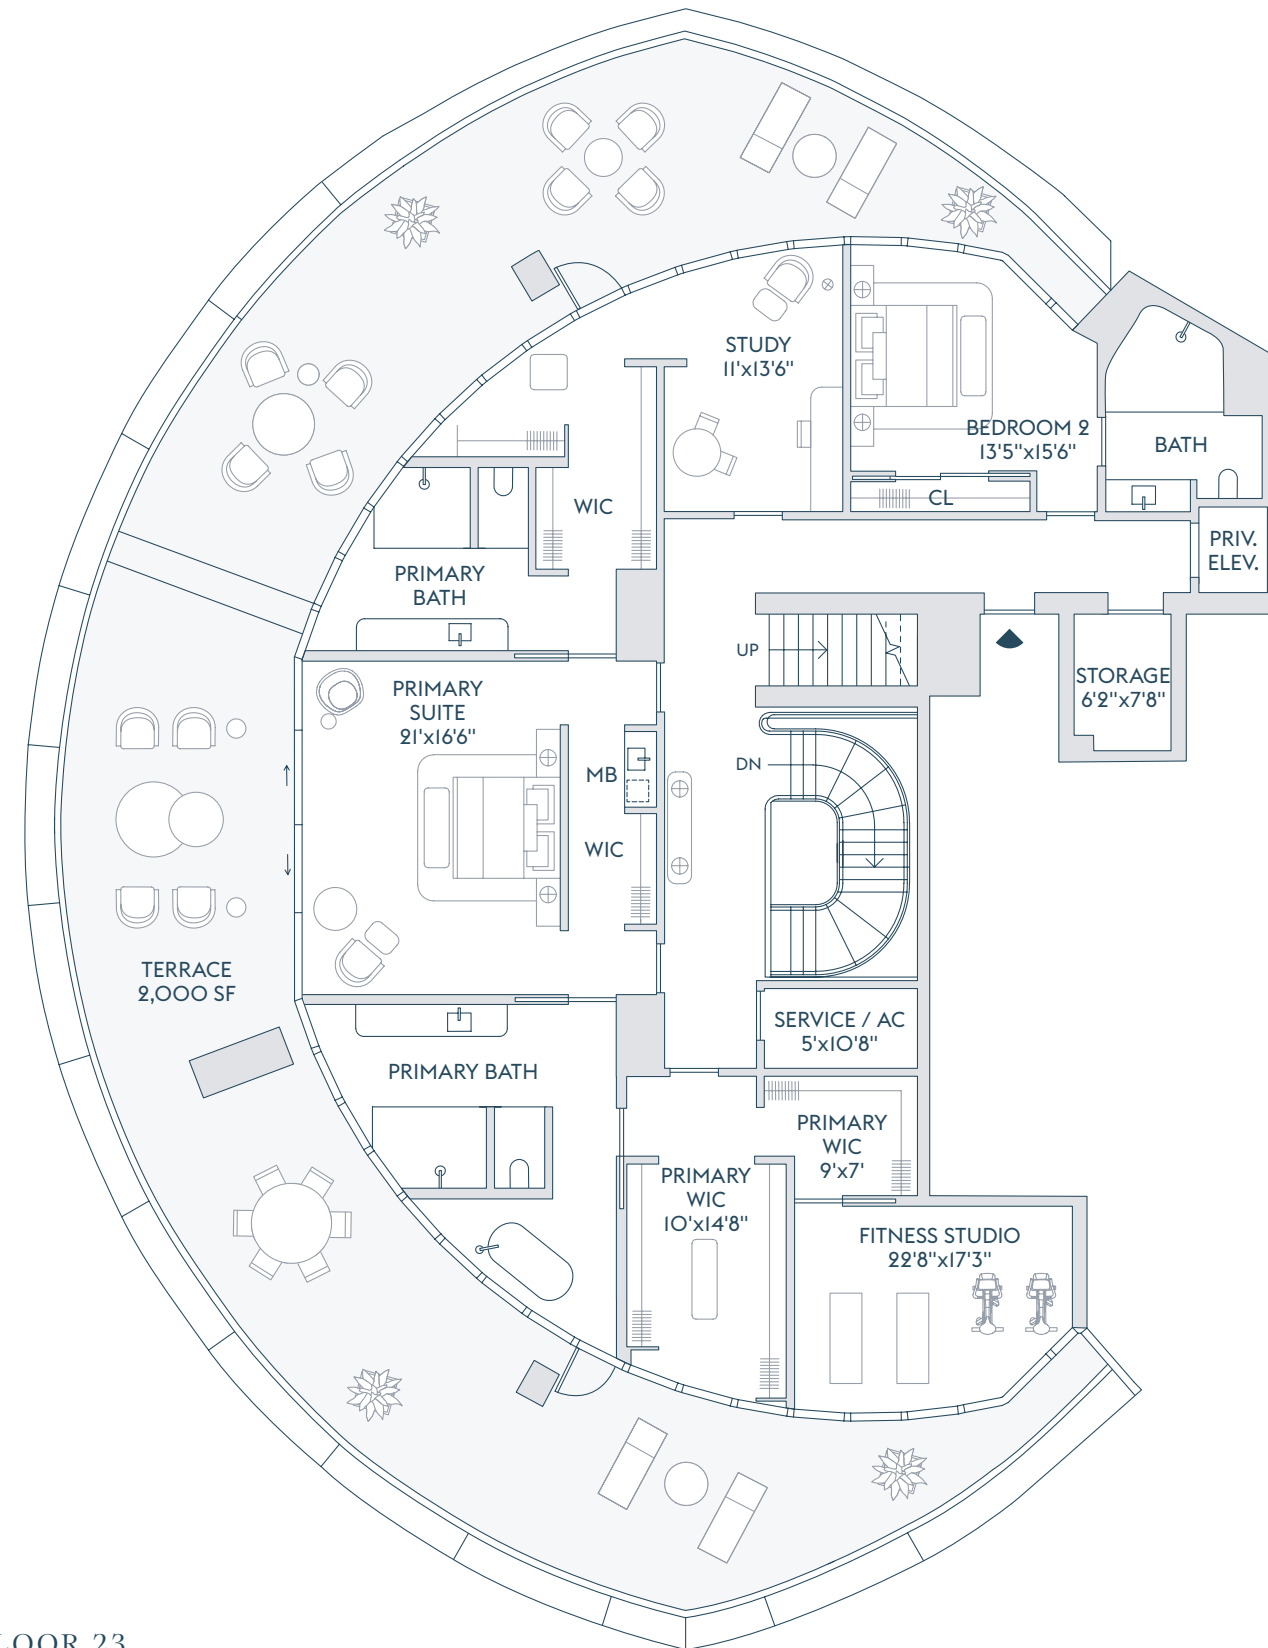 STUDY
11'x13'6"
BEDROOM 2
13'5"x15'6"
BATH
CL
WIC
PRIV.
ELEV.
PRIMARY
BATH
UP
STORAGE
6'2"x7'8"
PRIMARY
SUITE
21'x16'6"
MB
DN
WIC
TERRACE
2,000 SF
SERVICE / AC
5'x10'8"
PRIMARY BATH
PRIMARY
WIC
9'x7'
PRIMARY
WIC
10'x14'8"
FITNESS STUDIO
22'8"x17'3"
LOOR 23